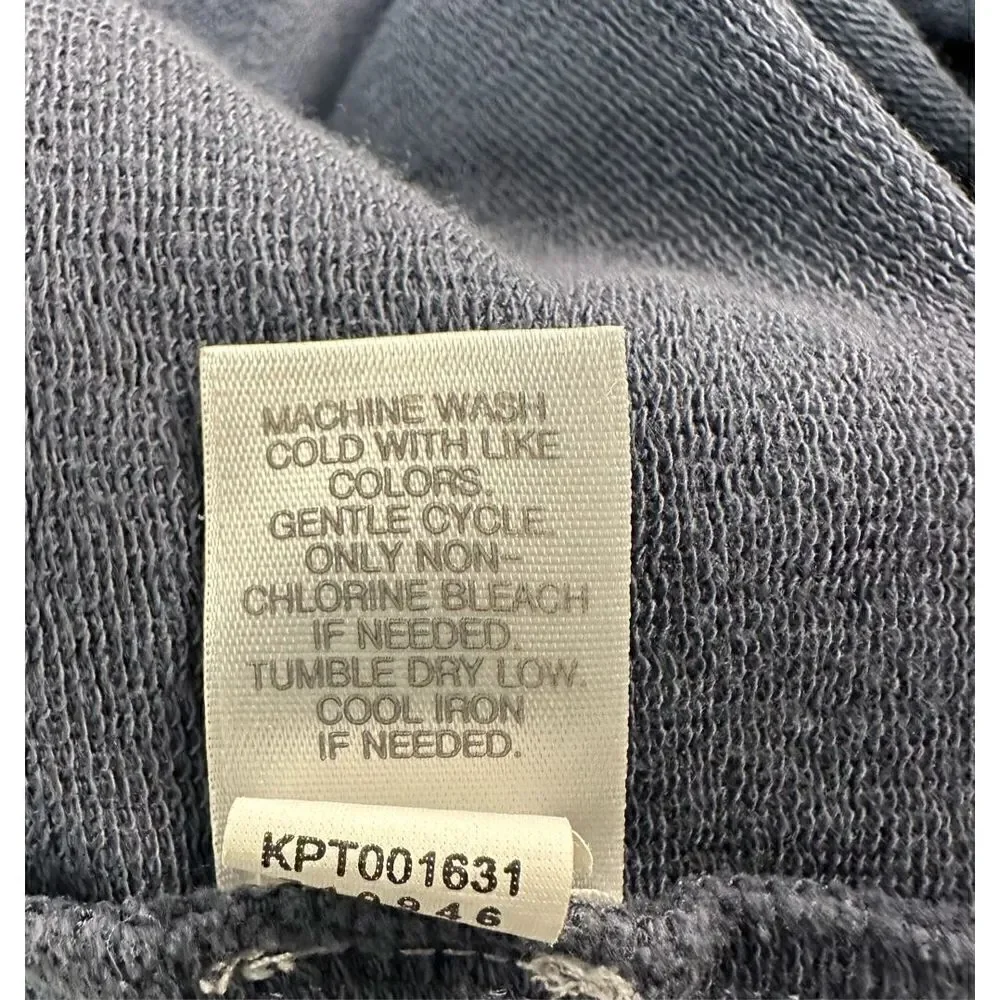 MACHINE WASH
COLD WITH LIKE
COLORS.
GENTLE CYCLE.
ONLY NON-
CHLORINE BLEACH
IF NEEDED.
TUMBLE DRY LOW.
COOL IRON
IF NEEDED.
KPT001631